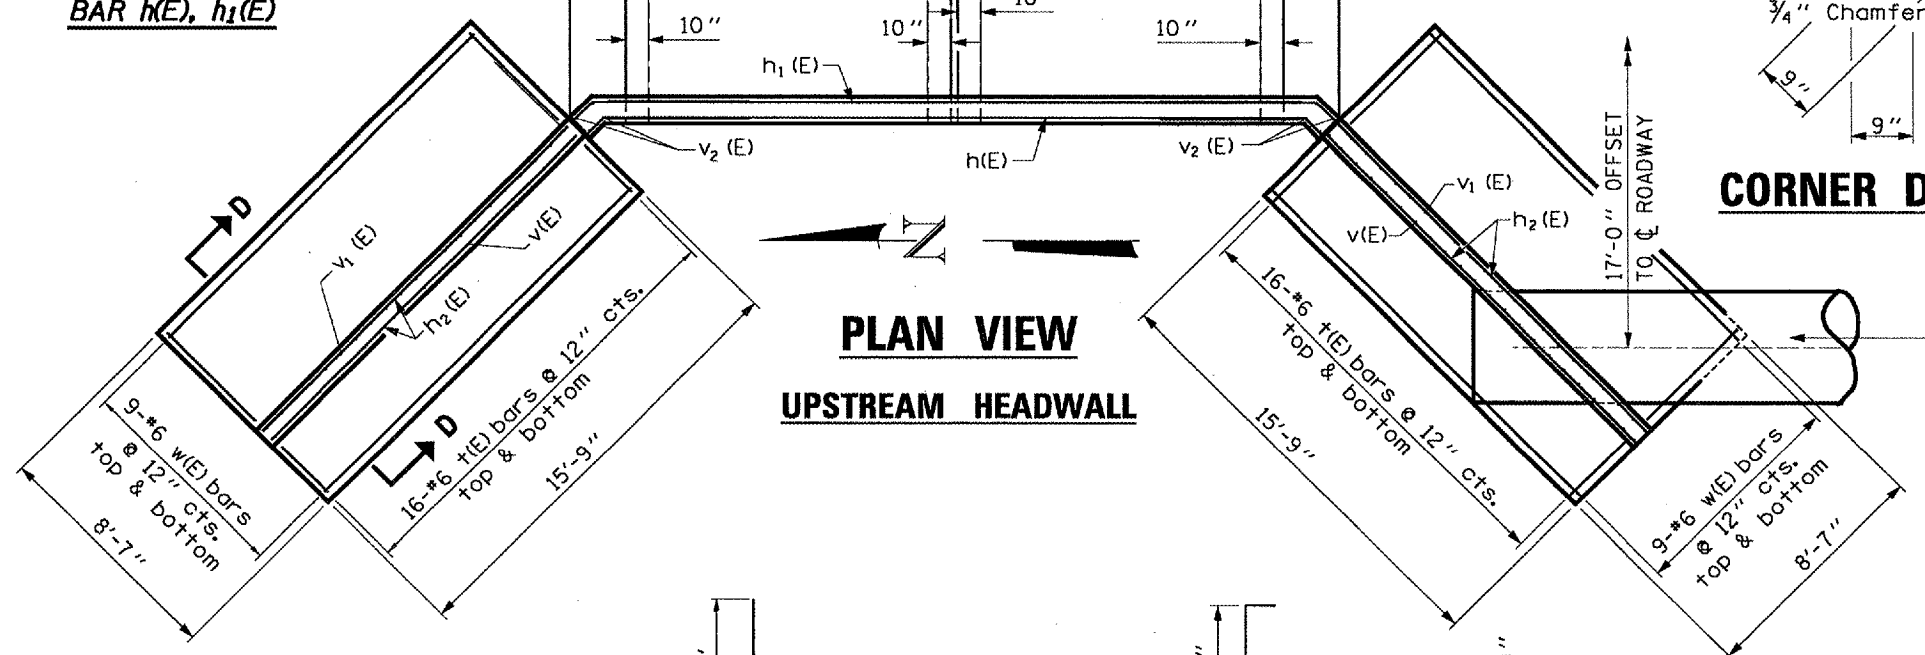 BAR h(E), h₁(E)
10"
10"
10"
10"
3/4" Chamfer
9"
9"
h₁(E)
v₂(E)
h(E)
v₂(E)
17'-0" OFFSET
TO ℄ ROADWAY
CORNER D
D
v₁(E)
v(E)
h₂(E)
N
v₁(E)
v(E)
h₂(E)
PLAN VIEW
UPSTREAM HEADWALL
D
9-#6 w(E) bars
@ 12" cts.
top & bottom
8'-7"
16-#6 t(E) bars @ 12" cts.
top & bottom
15'-9"
16-#6 t(E) bars @ 12" cts.
top & bottom
15'-9"
9-#6 w(E) bars
@ 12" cts.
top & bottom
8'-7"